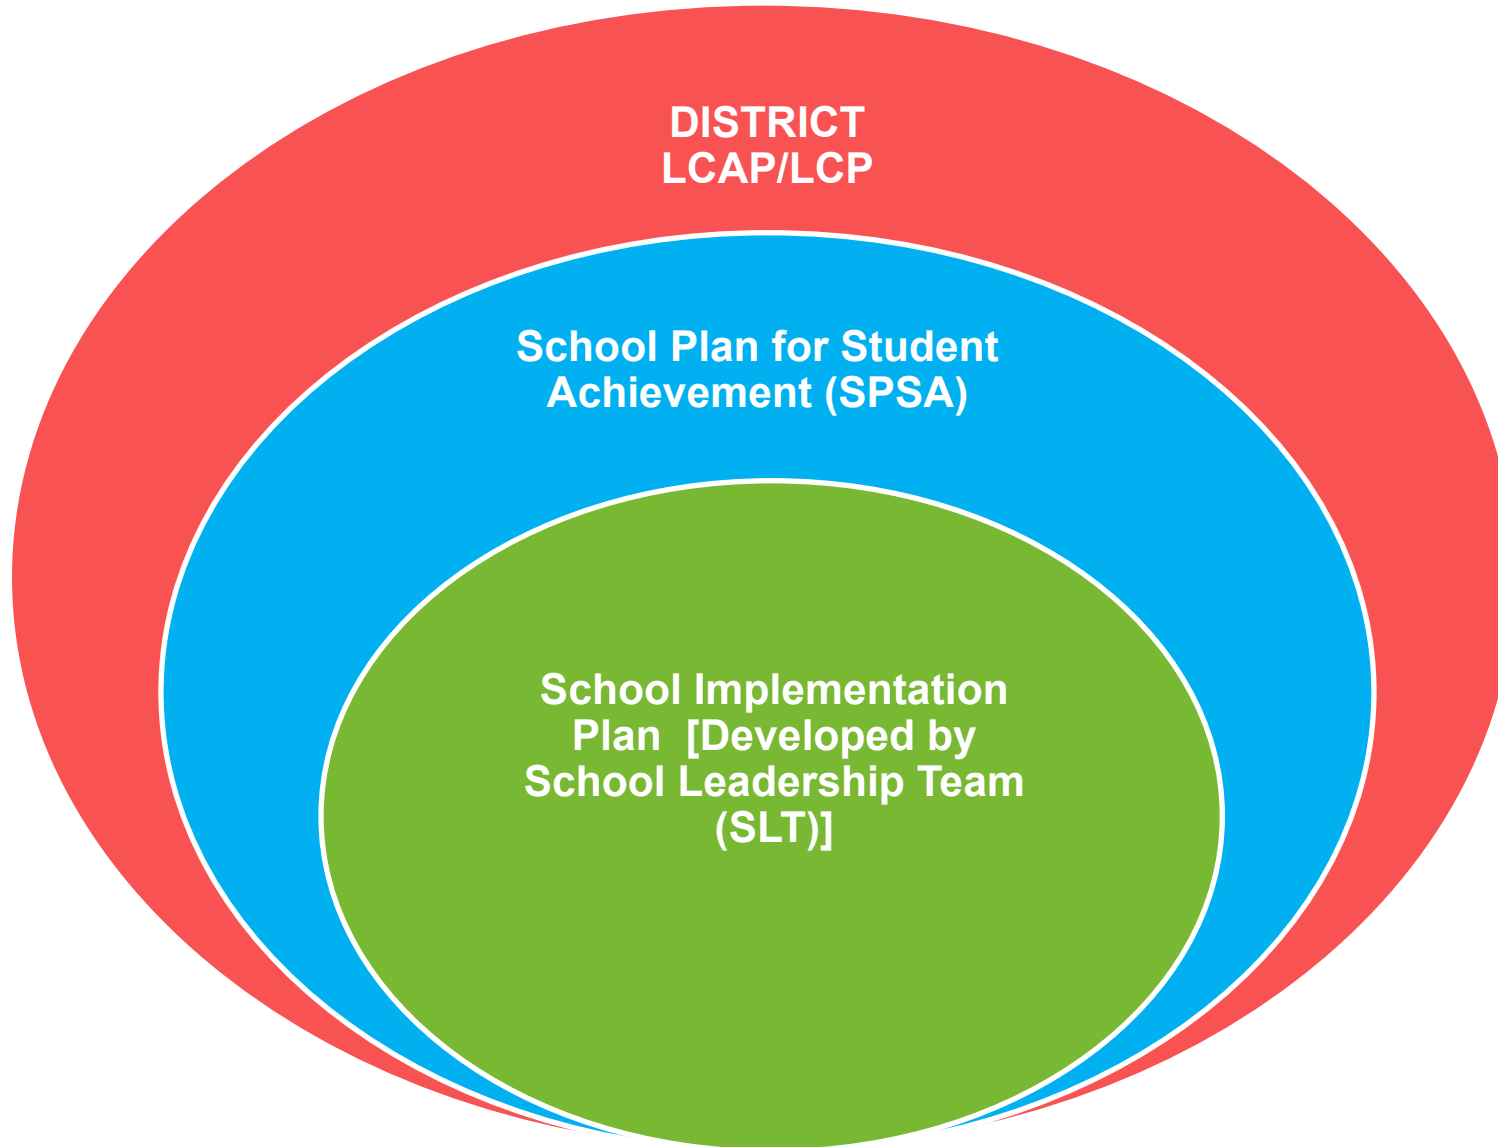 DISTRICT
LCAP/LCP
School Plan for Student
Achievement (SPSA)
School Implementation
Plan  [Developed by
School Leadership Team
(SLT)]